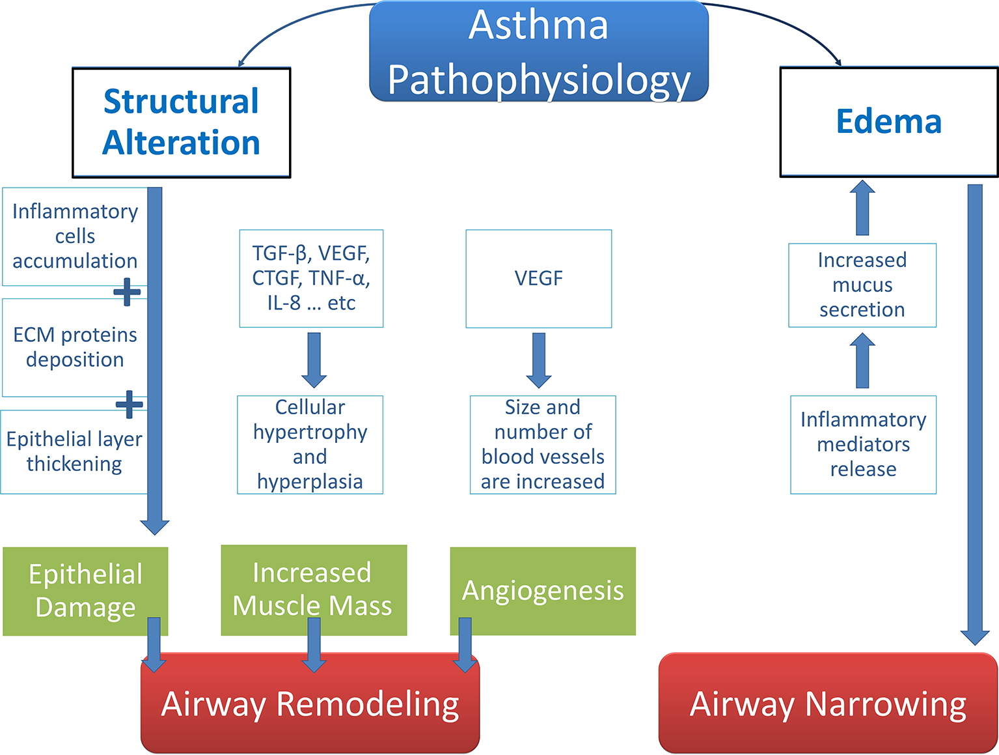 Asthma
Pathophysiology
Structural
Alteration
Edema
Inflammatory
cells
accumulation
+
ECM proteins
deposition
+
Epithelial layer
thickening
TGF-β, VEGF,
CTGF, TNF-α,
IL-8 ... etc
Cellular
hypertrophy
and
hyperplasia
VEGF
Size and
number of
blood vessels
are increased
Increased
mucus
secretion
Inflammatory
mediators
release
Epithelial
Damage
Increased
Muscle Mass
Angiogenesis
Airway Remodeling
Airway Narrowing